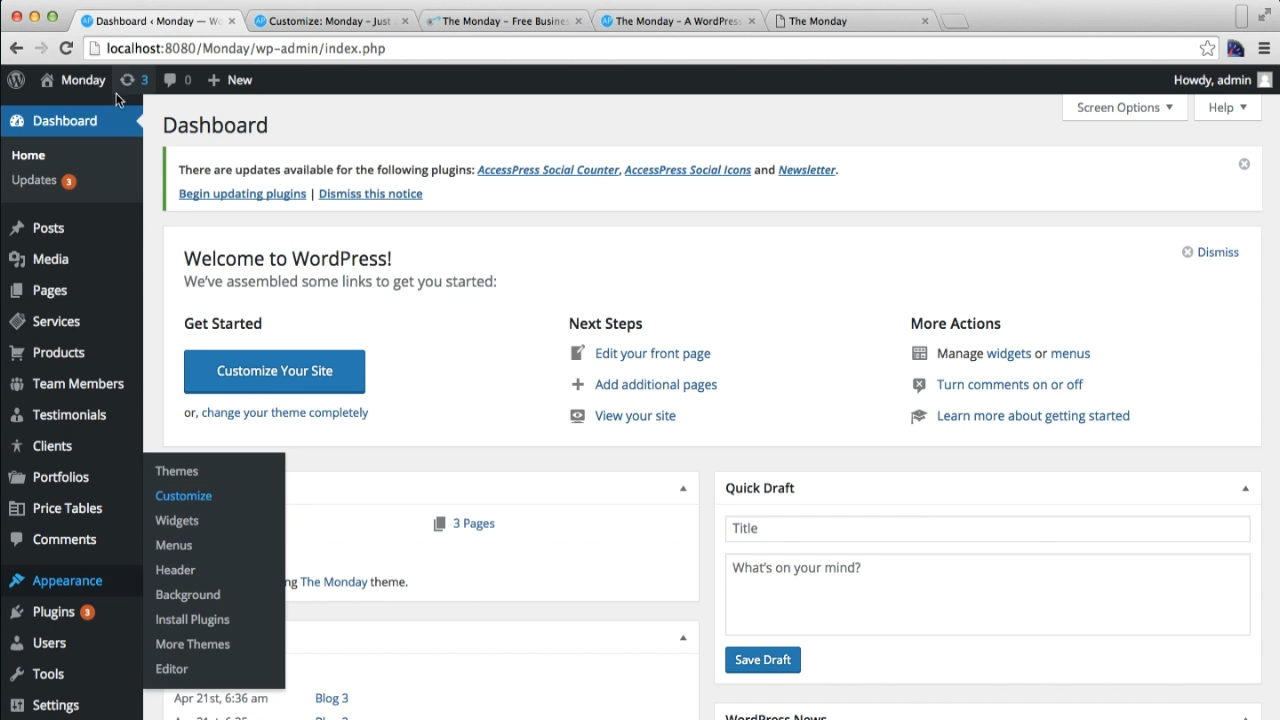 Dashboard ‹ Monday — Wo
Customize: Monday – Just
The Monday – Free Busines
The Monday – A WordPress
The Monday
localhost:8080/Monday/wp-admin/index.php
Monday 3 0 New Howdy, admin
Dashboard
Home
Updates 3
Posts
Media
Pages
Services
Products
Team Members
Testimonials
Clients
Portfolios
Price Tables
Comments
Appearance
Plugins 3
Users
Tools
Settings
Themes
Customize
Widgets
Menus
Header
Background
Install Plugins
More Themes
Editor
Screen Options ▼ Help ▼
Dashboard
There are updates available for the following plugins: AccessPress Social Counter, AccessPress Social Icons and Newsletter.
Begin updating plugins | Dismiss this notice
Welcome to WordPress!
We've assembled some links to get you started:
Dismiss
Get Started
Customize Your Site
or, change your theme completely
Next Steps
Edit your front page
Add additional pages
View your site
More Actions
Manage widgets or menus
Turn comments on or off
Learn more about getting started
3 Pages
The Monday theme.
Apr 21st, 6:36 am Blog 3
Quick Draft
Title
What's on your mind?
Save Draft
WordPress News